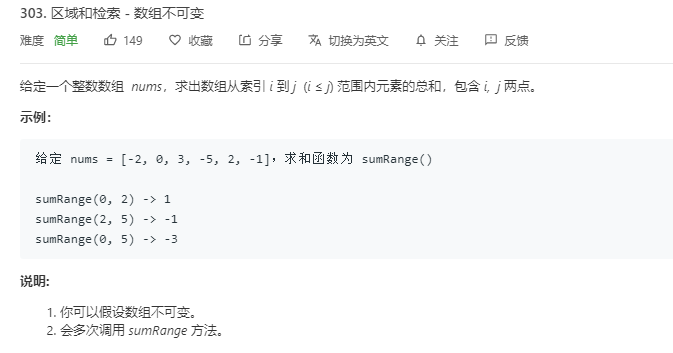 303. 区域和检索 - 数组不可变
难度 简单 149 收藏 分享 切换为英文 关注 反馈
给定一个整数数组 nums，求出数组从索引 i 到 j (i ≤ j) 范围内元素的总和，包含 i, j 两点。
示例：
给定 nums = [-2, 0, 3, -5, 2, -1]，求和函数为 sumRange()
sumRange(0, 2) -> 1
sumRange(2, 5) -> -1
sumRange(0, 5) -> -3
说明:
1. 你可以假设数组不可变。
2. 会多次调用 sumRange 方法。